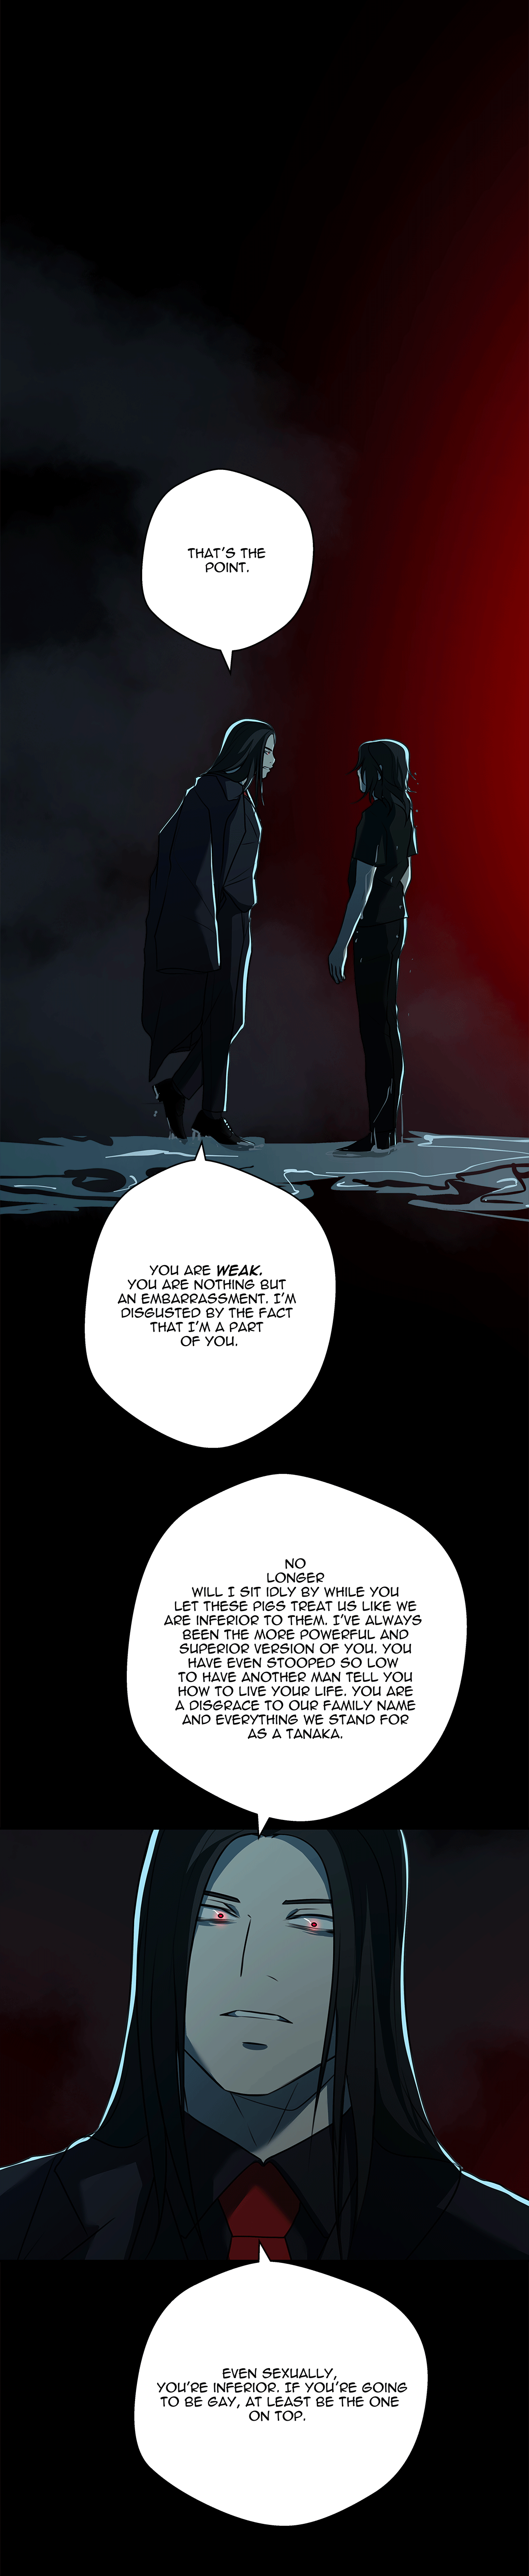 THAT'S THE
POINT.
YOU ARE WEAK.
YOU ARE NOTHING BUT
AN EMBARRASSMENT. I'M
DISGUSTED BY THE FACT
THAT I'M A PART
OF YOU.
NO
LONGER
WILL I SIT IDLY BY WHILE YOU
LET THESE PIGS TREAT US LIKE WE
ARE INFERIOR TO THEM. I'VE ALWAYS
BEEN THE MORE POWERFUL AND
SUPERIOR VERSION OF YOU. YOU
HAVE EVEN STOOPED SO LOW
TO HAVE ANOTHER MAN TELL YOU
HOW TO LIVE YOUR LIFE. YOU ARE
A DISGRACE TO OUR FAMILY NAME
AND EVERYTHING WE STAND FOR
AS A TANAKA.
EVEN SEXUALLY,
YOU'RE INFERIOR. IF YOU'RE GOING
TO BE GAY, AT LEAST BE THE ONE
ON TOP.